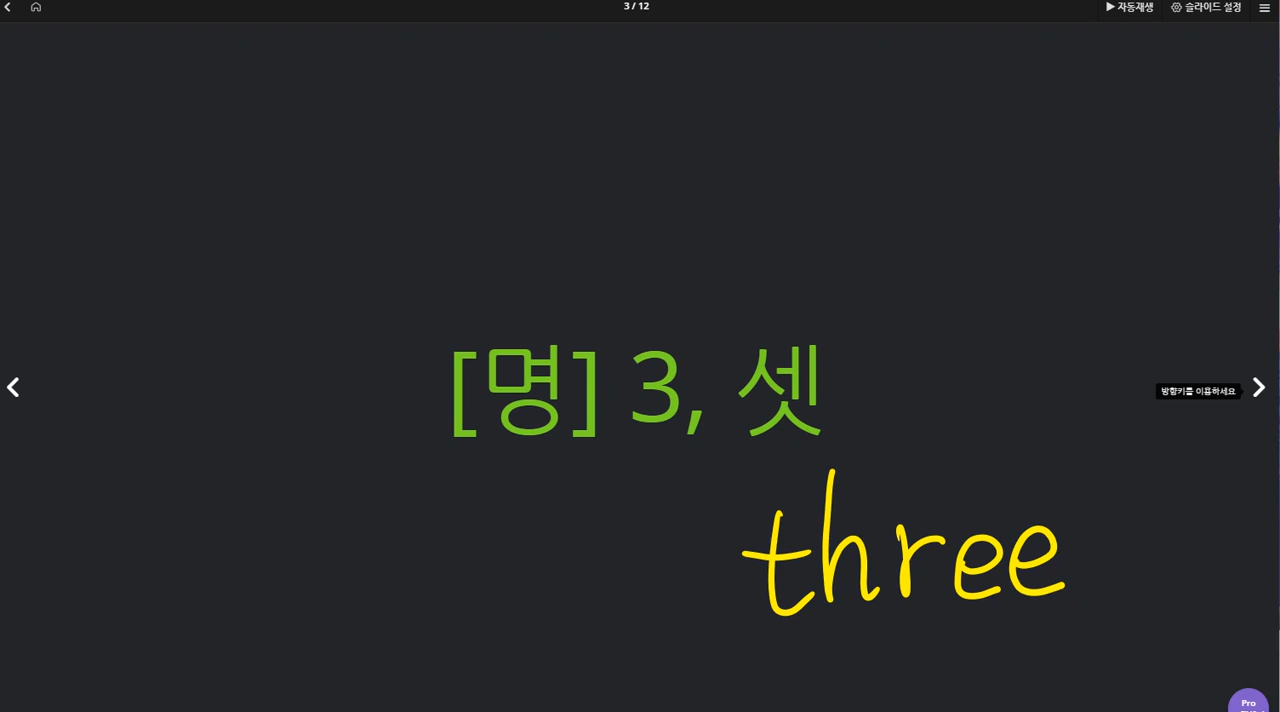 3 / 12
자동재생
슬라이드 설정
[명] 3, 셋
방향키를 이용하세요
three
Pro